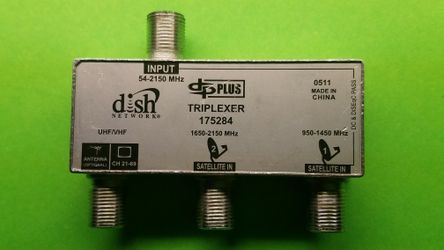 INPUT
54-2150 MHz
dish
NETWORK®
dp PLUS
TRIPLEXER
175284
0511
MADE IN
CHINA
DC & DiSEqC PASS
UHF/VHF
1650-2150 MHz
950-1450 MHz
ANTENNA
(OPTIONAL)
CH 21-69
2
SATELLITE IN
1
SATELLITE IN